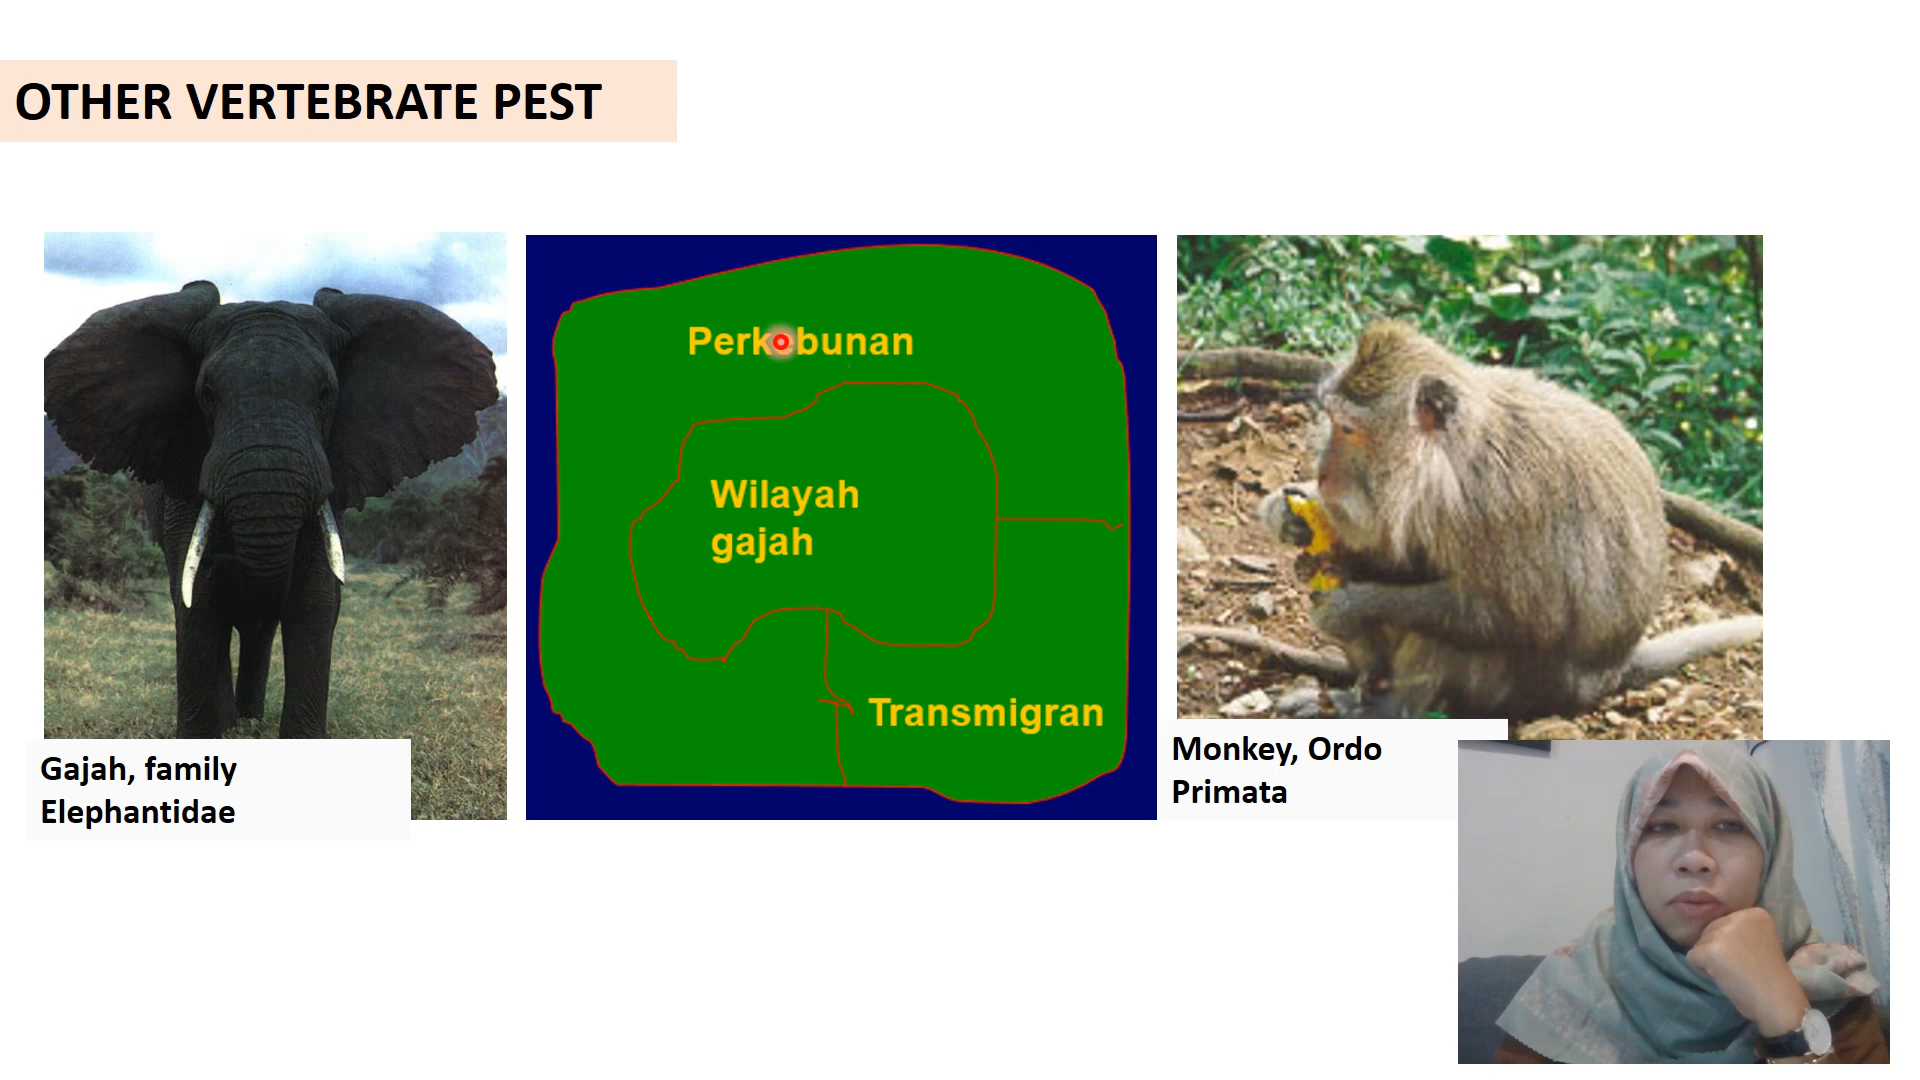 OTHER VERTEBRATE PEST
Perkebunan
Wilayah
gajah
Transmigran
Gajah, family
Elephantidae
Monkey, Ordo
Primata